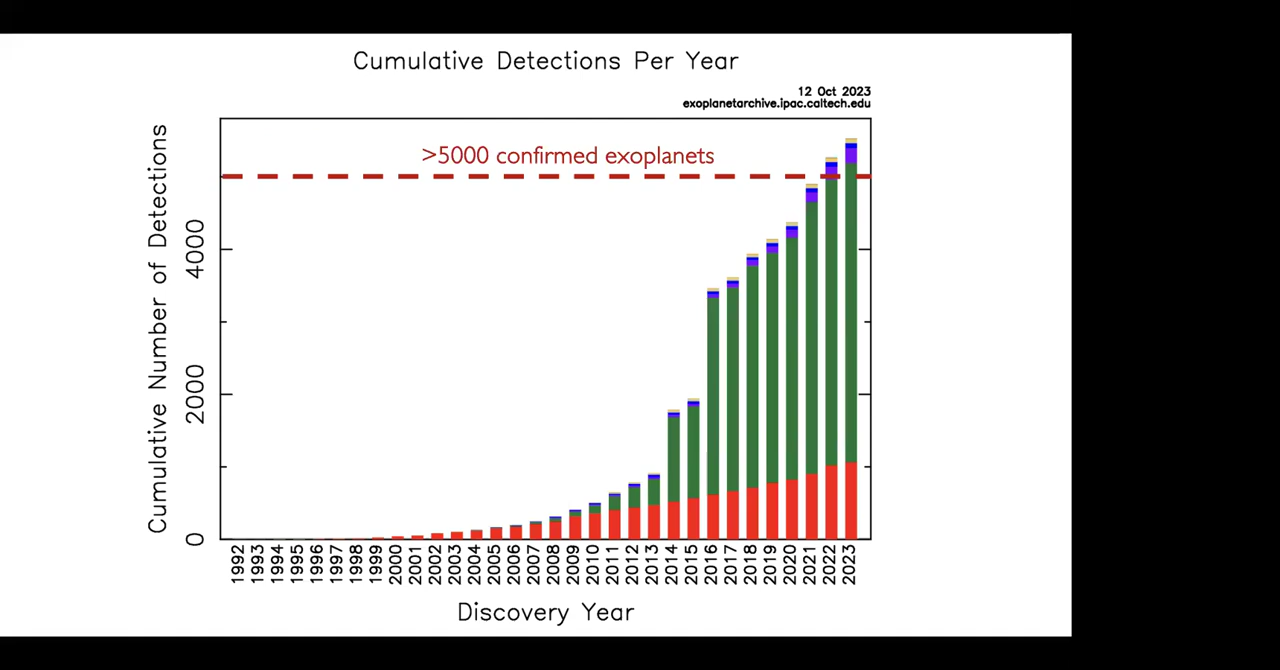 Cumulative Detections Per Year
12 Oct 2023
exoplanetarchive.ipac.caltech.edu
>5000 confirmed exoplanets
Cumulative Number of Detections
4000
2000
0
1992 1993 1994 1995 1996 1997 1998 1999 2000 2001 2002 2003 2004 2005 2006 2007 2008 2009 2010 2011 2012 2013 2014 2015 2016 2017 2018 2019 2020 2021 2022 2023
Discovery Year